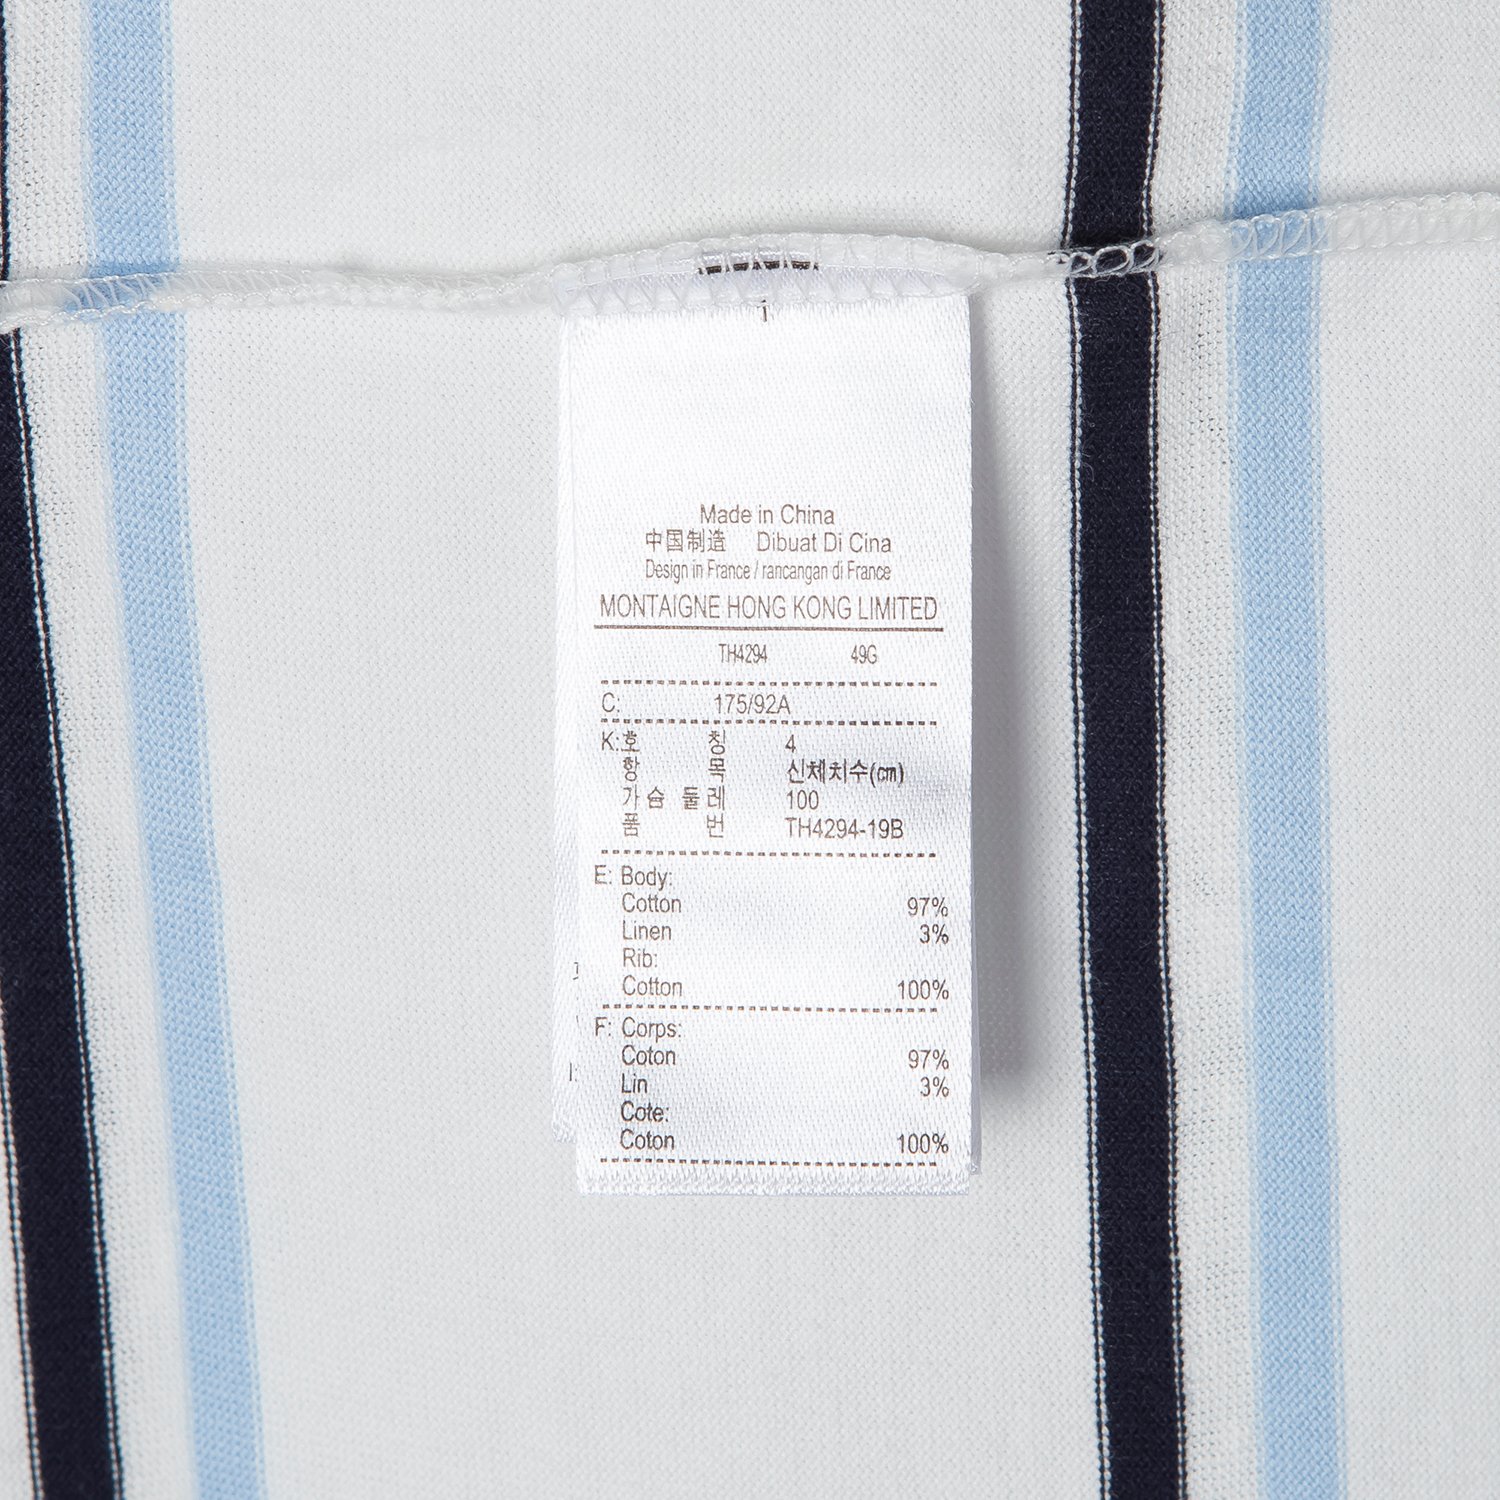 Made in China
中国制造 Dibuat Di Cina
Design in France / rancangan di France
MONTAIGNE HONG KONG LIMITED
TH4294 49G
C: 175/92A
K:호 칭 4
항 목 신체치수(㎝)
가슴 둘레 100
품 번 TH4294-19B
E: Body:
Cotton 97%
Linen 3%
Rib:
Cotton 100%
F: Corps:
Coton 97%
Lin 3%
Cote:
Coton 100%
I: